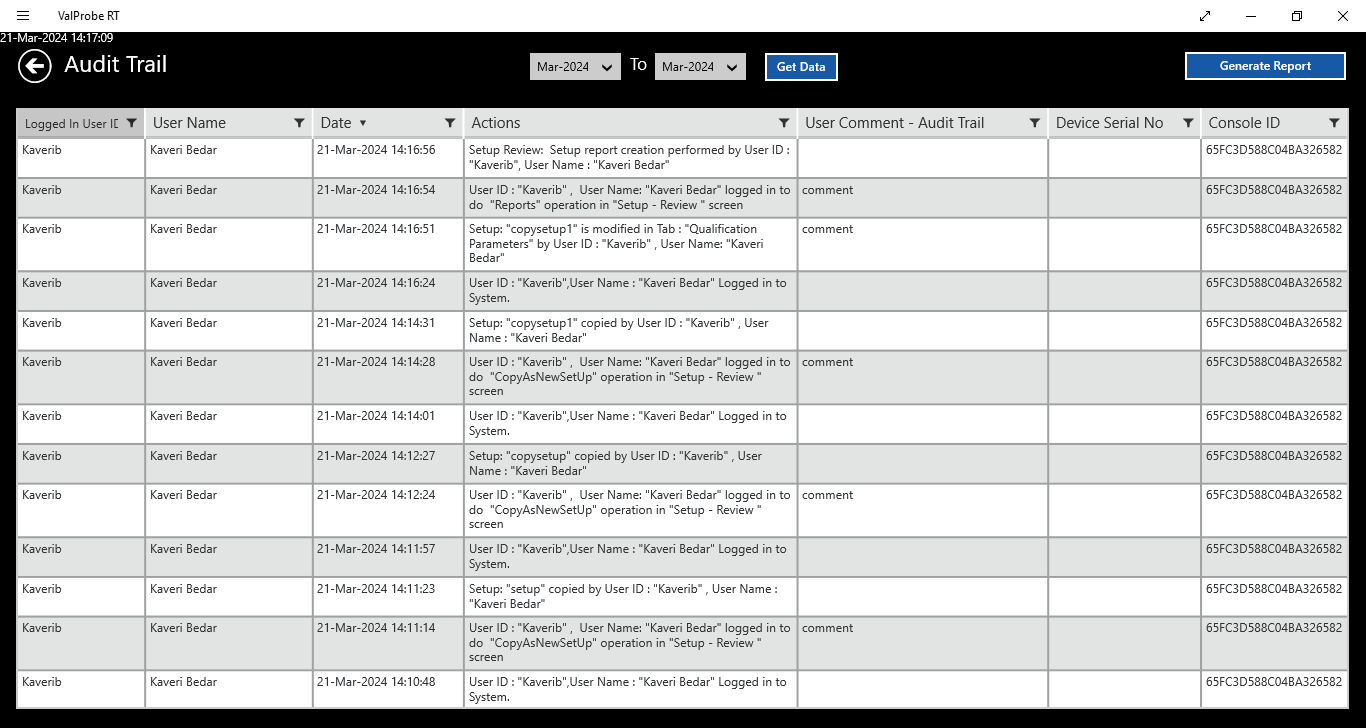 ValProbe RT
21-Mar-2024 14:17:09
Audit Trail
Mar-2024 To Mar-2024 Get Data Generate Report
Logged In User ID User Name Date ▼ Actions User Comment - Audit Trail Device Serial No Console ID
Kaverib Kaveri Bedar 21-Mar-2024 14:16:56 Setup Review:  Setup report creation performed by User ID : 65FC3D588C04BA326582
"Kaverib", User Name : "Kaveri Bedar"
Kaverib Kaveri Bedar 21-Mar-2024 14:16:54 User ID : "Kaverib" ,  User Name: "Kaveri Bedar" logged in to comment 65FC3D588C04BA326582
do  "Reports" operation in "Setup - Review " screen
Kaverib Kaveri Bedar 21-Mar-2024 14:16:51 Setup: "copysetup1" is modified in Tab : "Qualification comment 65FC3D588C04BA326582
Parameters" by User ID : "Kaverib" , User Name: "Kaveri
Bedar"
Kaverib Kaveri Bedar 21-Mar-2024 14:16:24 User ID : "Kaverib",User Name : "Kaveri Bedar" Logged in to 65FC3D588C04BA326582
System.
Kaverib Kaveri Bedar 21-Mar-2024 14:14:31 Setup: "copysetup1" copied by User ID : "Kaverib" , User 65FC3D588C04BA326582
Name : "Kaveri Bedar"
Kaverib Kaveri Bedar 21-Mar-2024 14:14:28 User ID : "Kaverib" ,  User Name: "Kaveri Bedar" logged in to comment 65FC3D588C04BA326582
do  "CopyAsNewSetUp" operation in "Setup - Review "
screen
Kaverib Kaveri Bedar 21-Mar-2024 14:14:01 User ID : "Kaverib",User Name : "Kaveri Bedar" Logged in to 65FC3D588C04BA326582
System.
Kaverib Kaveri Bedar 21-Mar-2024 14:12:27 Setup: "copysetup" copied by User ID : "Kaverib" , User 65FC3D588C04BA326582
Name : "Kaveri Bedar"
Kaverib Kaveri Bedar 21-Mar-2024 14:12:24 User ID : "Kaverib" ,  User Name: "Kaveri Bedar" logged in to comment 65FC3D588C04BA326582
do  "CopyAsNewSetUp" operation in "Setup - Review "
screen
Kaverib Kaveri Bedar 21-Mar-2024 14:11:57 User ID : "Kaverib",User Name : "Kaveri Bedar" Logged in to 65FC3D588C04BA326582
System.
Kaverib Kaveri Bedar 21-Mar-2024 14:11:23 Setup: "setup" copied by User ID : "Kaverib" , User Name : 65FC3D588C04BA326582
"Kaveri Bedar"
Kaverib Kaveri Bedar 21-Mar-2024 14:11:14 User ID : "Kaverib" ,  User Name: "Kaveri Bedar" logged in to comment 65FC3D588C04BA326582
do  "CopyAsNewSetUp" operation in "Setup - Review "
screen
Kaverib Kaveri Bedar 21-Mar-2024 14:10:48 User ID : "Kaverib",User Name : "Kaveri Bedar" Logged in to 65FC3D588C04BA326582
System.